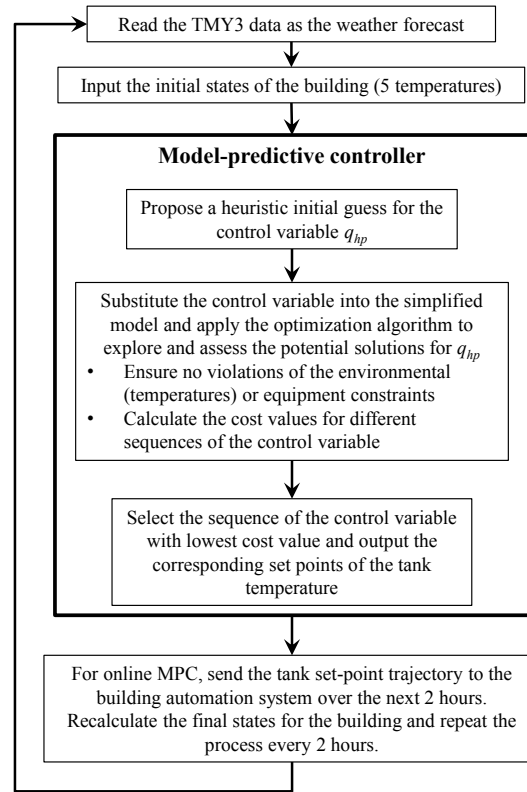 Read the TMY3 data as the weather forecast
Input the initial states of the building (5 temperatures)
Model-predictive controller
Propose a heuristic initial guess for the
control variable qhp
Substitute the control variable into the simplified
model and apply the optimization algorithm to
explore and assess the potential solutions for qhp
• Ensure no violations of the environmental
(temperatures) or equipment constraints
• Calculate the cost values for different
sequences of the control variable
Select the sequence of the control variable
with lowest cost value and output the
corresponding set points of the tank
temperature
For online MPC, send the tank set-point trajectory to the
building automation system over the next 2 hours.
Recalculate the final states for the building and repeat the
process every 2 hours.